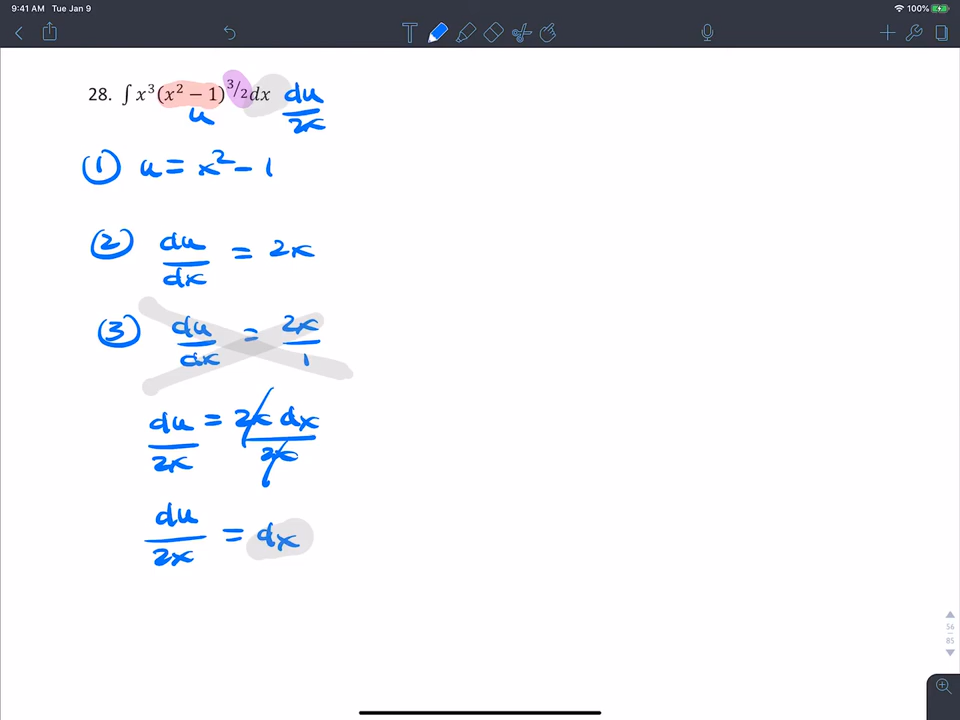 9:41 AM Tue Jan 9
100%
28. ∫ x³(x² − 1)^3/2 dx du/2x
u
① u = x² − 1
② du/dx = 2x
③ du/dx = 2x/1
du/2x = 2x dx/2x
du/2x = dx
56
85